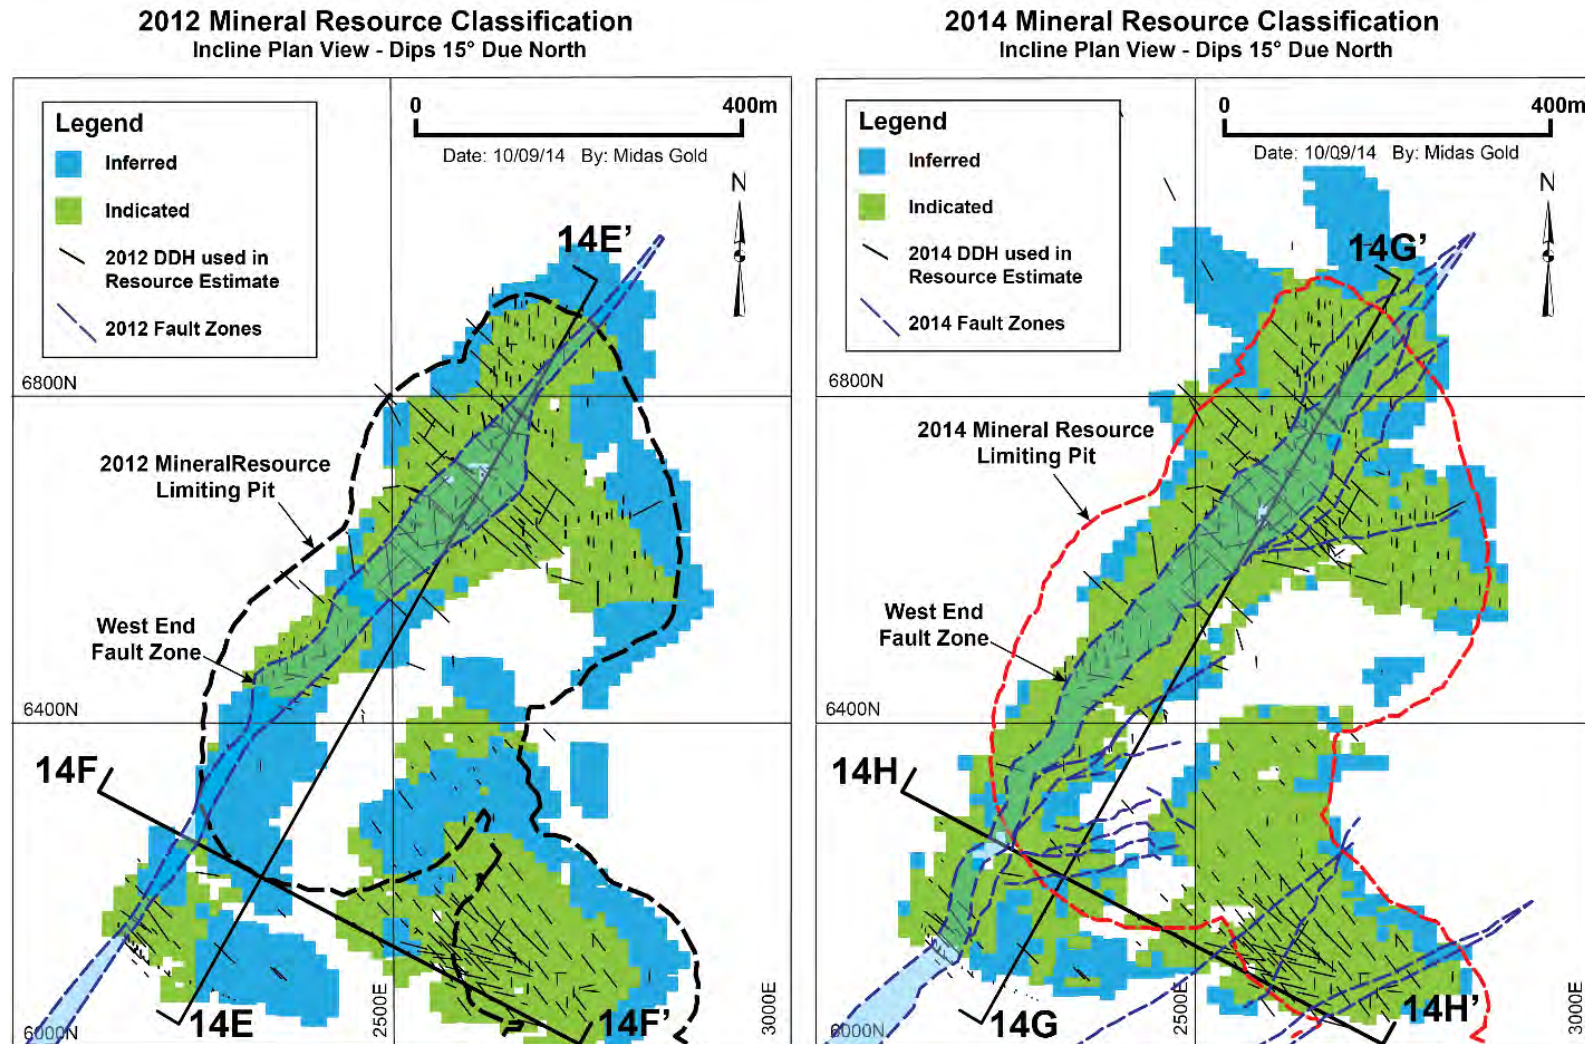 2012 Mineral Resource Classification
Incline Plan View - Dips 15° Due North
Legend
Inferred
Indicated
2012 DDH used in
Resource Estimate
2012 Fault Zones
0 400m
Date: 10/09/14 By: Midas Gold
N
14E'
6800N
2012 MineralResource
Limiting Pit
West End
Fault Zone
6400N
14F
14E
14F'
6000N
2500E
3000E
2014 Mineral Resource Classification
Incline Plan View - Dips 15° Due North
Legend
Inferred
Indicated
2014 DDH used in
Resource Estimate
2014 Fault Zones
0 400m
Date: 10/09/14 By: Midas Gold
N
14G'
6800N
2014 Mineral Resource
Limiting Pit
West End
Fault Zone
6400N
14H
14G
14H'
6000N
2500E
3000E